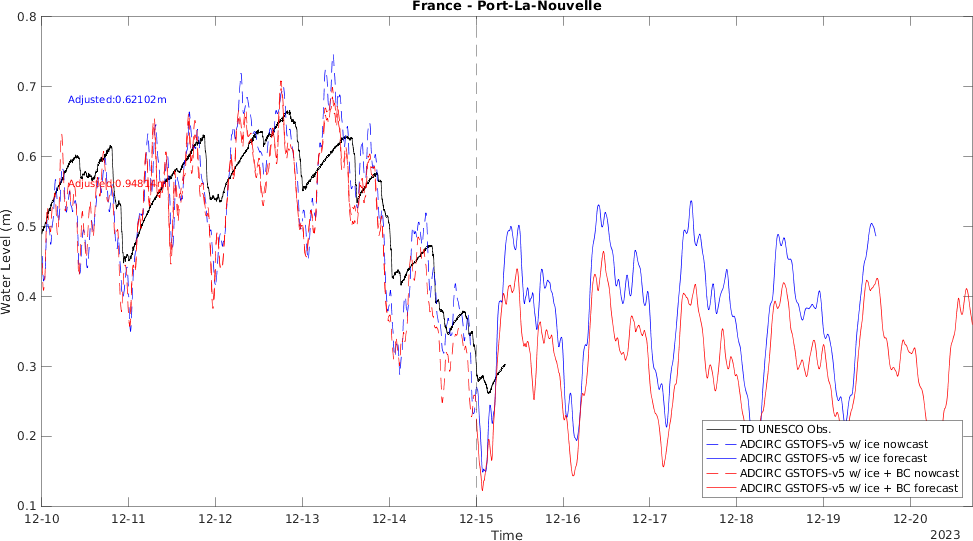 France - Port-La-Nouvelle
Water Level (m)
0.8
0.7
0.6
0.5
0.4
0.3
0.2
0.1
Adjusted:0.62102m
TD UNESCO Obs.
ADCIRC GSTOFS-v5 w/ ice nowcast
ADCIRC GSTOFS-v5 w/ ice forecast
ADCIRC GSTOFS-v5 w/ ice + BC nowcast
ADCIRC GSTOFS-v5 w/ ice + BC forecast
12-10 12-11 12-12 12-13 12-14 12-15 12-16 12-17 12-18 12-19 12-20
Time
2023